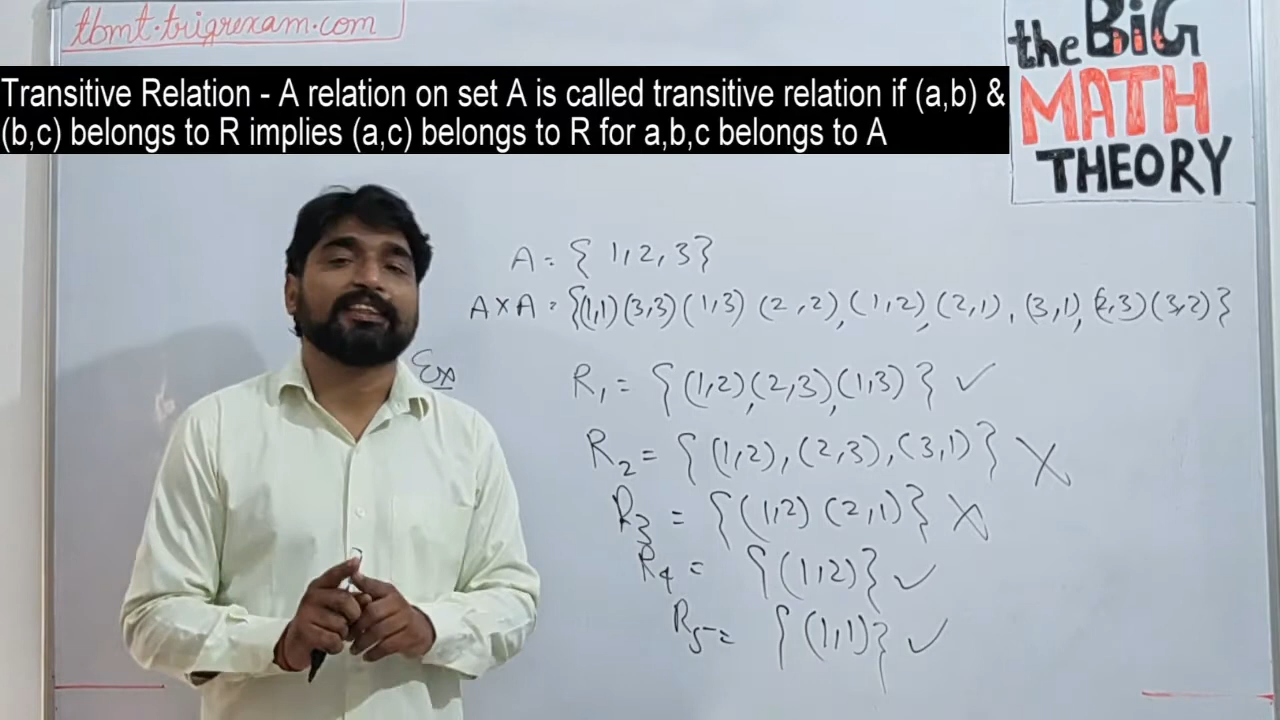 tbmt.trigrexam.com
the BiG
iit
MATH
THEORY
Transitive Relation - A relation on set A is called transitive relation if (a,b) &
(b,c) belongs to R implies (a,c) belongs to R for a,b,c belongs to A
A = { 1,2,3}
A×A = {(1,1)(3,3)(1,3) (2,2),(1,2),(2,1), (3,1),(2,3)(3,2)}
Ex
R₁ = {(1,2),(2,3),(1,3)} ✓
R₂ = {(1,2),(2,3),(3,1)} ✗
R₃ = {(1,2) (2,1)} ✗
R₄ = {(1,2)} ✓
R₅ = {(1,1)} ✓